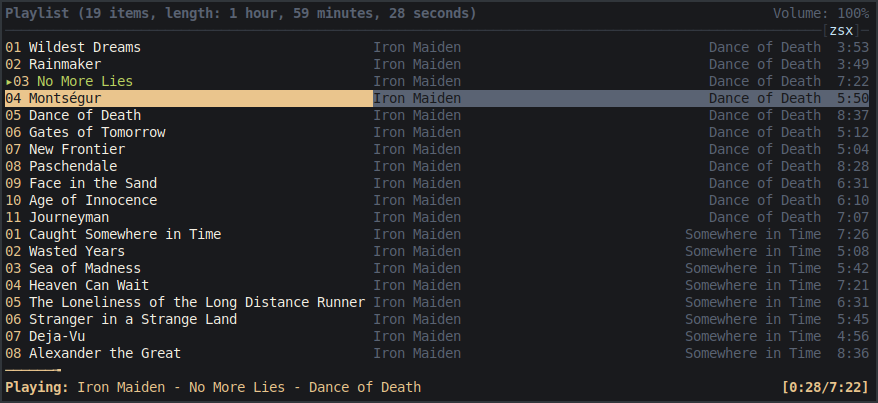 Playlist (19 items, length: 1 hour, 59 minutes, 28 seconds) Volume: 100%
[zsx]
01 Wildest Dreams Iron Maiden Dance of Death 3:53
02 Rainmaker Iron Maiden Dance of Death 3:49
▸03 No More Lies Iron Maiden Dance of Death 7:22
04 Montségur Iron Maiden Dance of Death 5:50
05 Dance of Death Iron Maiden Dance of Death 8:37
06 Gates of Tomorrow Iron Maiden Dance of Death 5:12
07 New Frontier Iron Maiden Dance of Death 5:04
08 Paschendale Iron Maiden Dance of Death 8:28
09 Face in the Sand Iron Maiden Dance of Death 6:31
10 Age of Innocence Iron Maiden Dance of Death 6:10
11 Journeyman Iron Maiden Dance of Death 7:07
01 Caught Somewhere in Time Iron Maiden Somewhere in Time 7:26
02 Wasted Years Iron Maiden Somewhere in Time 5:08
03 Sea of Madness Iron Maiden Somewhere in Time 5:42
04 Heaven Can Wait Iron Maiden Somewhere in Time 7:21
05 The Loneliness of the Long Distance Runner Iron Maiden Somewhere in Time 6:31
06 Stranger in a Strange Land Iron Maiden Somewhere in Time 5:45
07 Deja-Vu Iron Maiden Somewhere in Time 4:56
08 Alexander the Great Iron Maiden Somewhere in Time 8:36
Playing: Iron Maiden - No More Lies - Dance of Death [0:28/7:22]